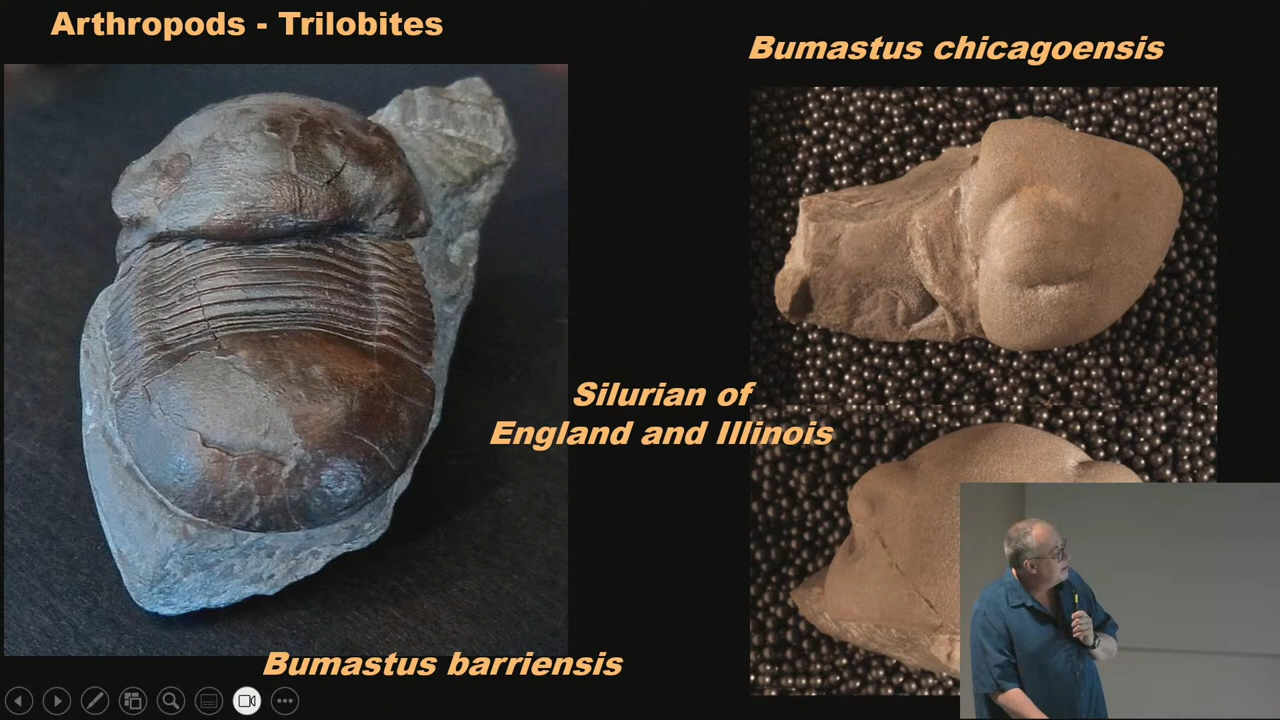 Arthropods - Trilobites
Bumastus chicagoensis
Silurian of
England and Illinois
Bumastus barriensis